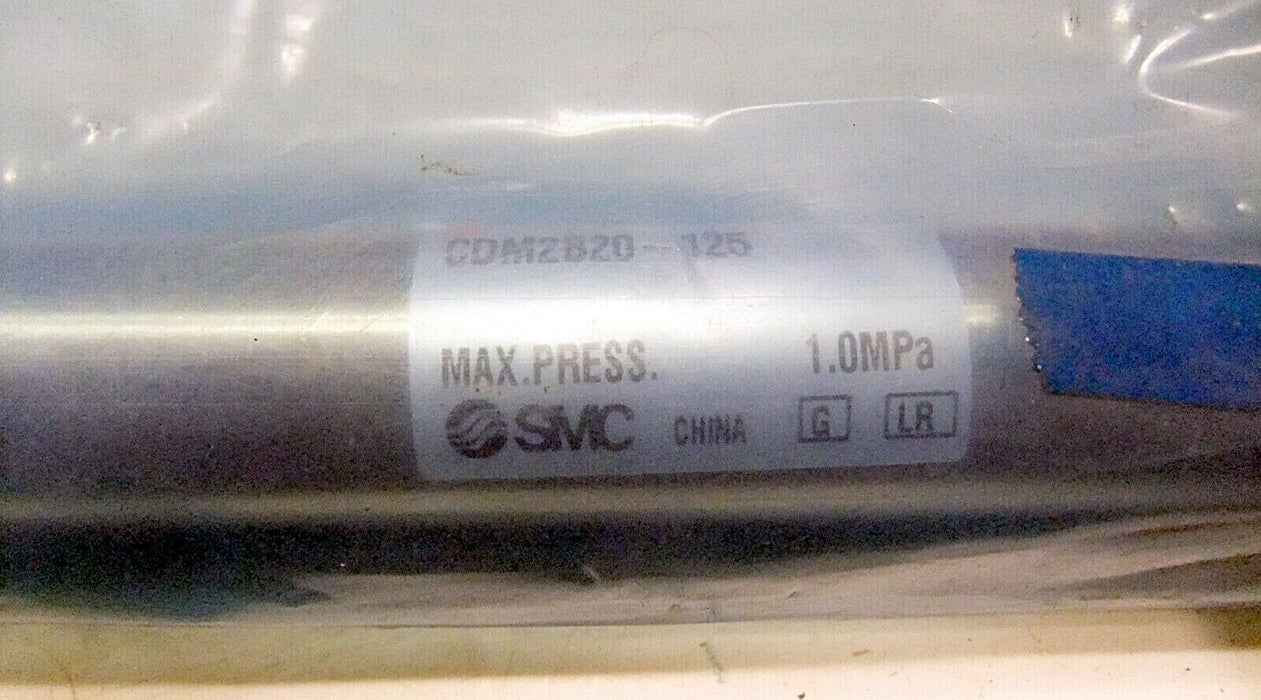 CDM2B20-125
MAX.PRESS. 1.0MPa
SMC CHINA G LR